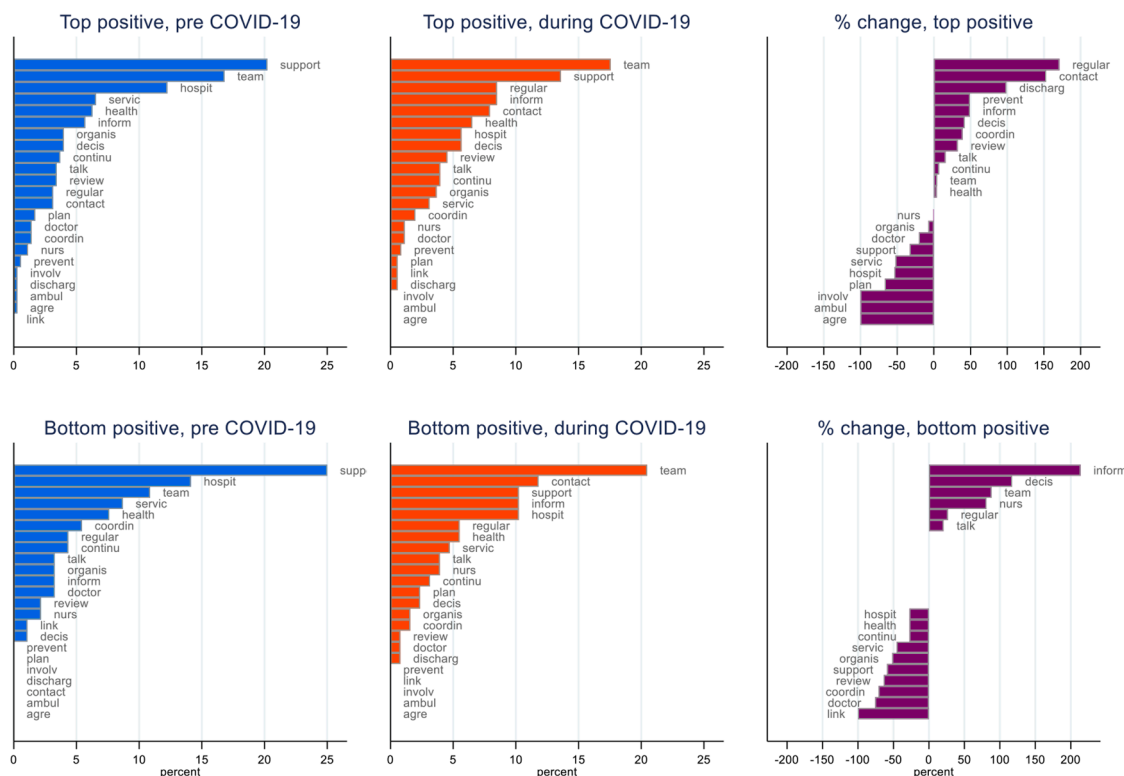 Top positive, pre COVID-19
support
team
hospit
servic
health
inform
organis
decis
continu
talk
review
regular
contact
plan
doctor
coordin
nurs
prevent
involv
discharg
ambul
agre
link
0 5 10 15 20 25
Top positive, during COVID-19
team
support
regular
inform
contact
health
hospit
decis
review
talk
continu
organis
servic
coordin
nurs
doctor
prevent
plan
link
discharg
involv
ambul
agre
0 5 10 15 20 25
% change, top positive
regular
contact
discharg
prevent
inform
decis
coordin
review
talk
continu
team
health
nurs
organis
doctor
support
servic
hospit
plan
involv
ambul
agre
-200 -150 -100 -50 0 50 100 150 200
Bottom positive, pre COVID-19
supp
hospit
team
servic
health
coordin
regular
continu
talk
organis
inform
doctor
review
nurs
link
decis
prevent
plan
involv
discharg
contact
ambul
agre
0 5 10 15 20 25
percent
Bottom positive, during COVID-19
team
contact
support
inform
hospit
regular
health
servic
talk
nurs
continu
plan
decis
organis
coordin
review
doctor
discharg
prevent
link
involv
ambul
agre
0 5 10 15 20 25
percent
% change, bottom positive
inform
decis
team
nurs
regular
talk
hospit
health
continu
servic
organis
support
review
coordin
doctor
link
-200 -150 -100 -50 0 50 100 150 200
percent